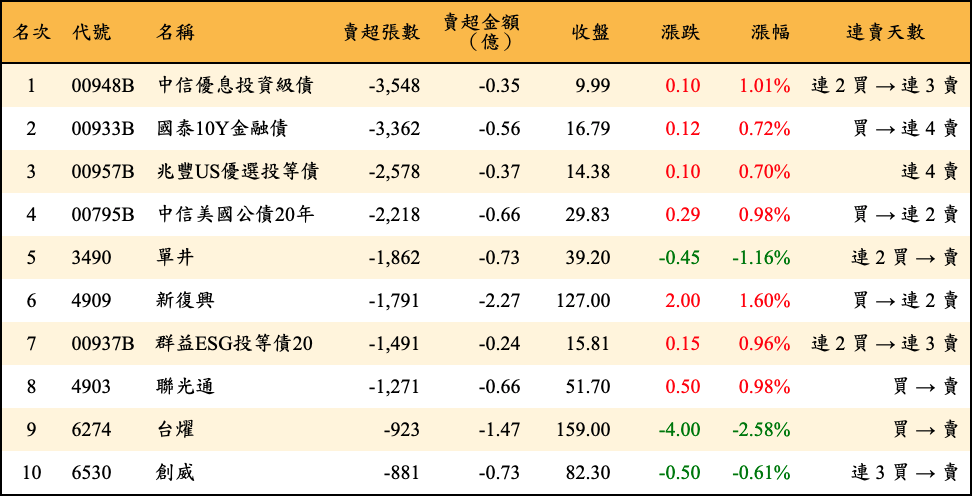 名次 代號 名稱 賣超張數 賣超金額（億） 收盤 漲跌 漲幅 連賣天數
1 00948B 中信優息投資級債 -3,548 -0.35 9.99 0.10 1.01% 連 2 買 → 連 3 賣
2 00933B 國泰10Y金融債 -3,362 -0.56 16.79 0.12 0.72% 買 → 連 4 賣
3 00957B 兆豐US優選投等債 -2,578 -0.37 14.38 0.10 0.70% 連 4 賣
4 00795B 中信美國公債20年 -2,218 -0.66 29.83 0.29 0.98% 買 → 連 2 賣
5 3490 單井 -1,862 -0.73 39.20 -0.45 -1.16% 連 2 買 → 賣
6 4909 新復興 -1,791 -2.27 127.00 2.00 1.60% 買 → 連 2 賣
7 00937B 群益ESG投等債20 -1,491 -0.24 15.81 0.15 0.96% 連 2 買 → 連 3 賣
8 4903 聯光通 -1,271 -0.66 51.70 0.50 0.98% 買 → 賣
9 6274 台燿 -923 -1.47 159.00 -4.00 -2.58% 買 → 賣
10 6530 創威 -881 -0.73 82.30 -0.50 -0.61% 連 3 買 → 賣